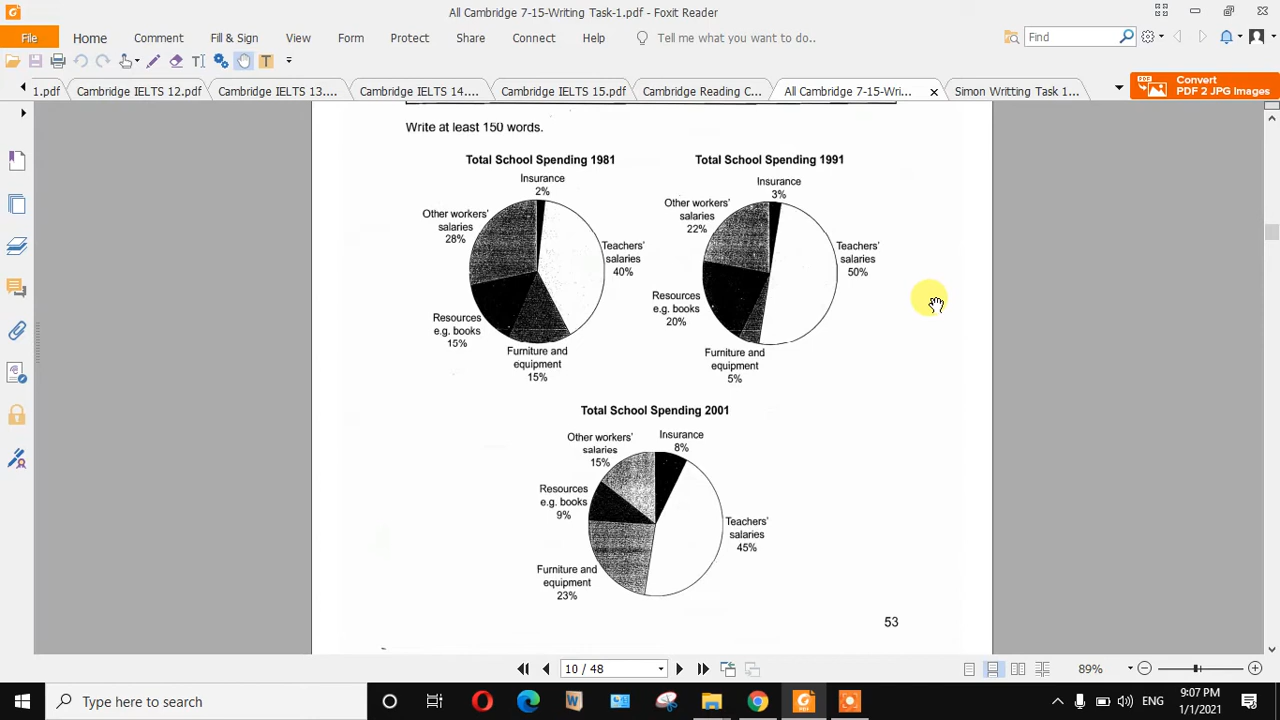 All Cambridge 7-15-Writing Task-1.pdf - Foxit Reader
File
Home
Comment
Fill & Sign
View
Form
Protect
Share
Connect
Help
Tell me what you want to do...
Find
1.pdf
Cambridge IELTS 12.pdf
Cambridge IELTS 13....
Cambridge IELTS 14....
Cambridge IELTS 15.pdf
Cambridge Reading C...
All Cambridge 7-15-Wri...
Simon Writting Task 1...
Convert
PDF 2 JPG Images
Write at least 150 words.
Total School Spending 1981
Insurance
2%
Other workers'
salaries
28%
Teachers'
salaries
40%
Resources
e.g. books
15%
Furniture and
equipment
15%
Total School Spending 1991
Insurance
3%
Other workers'
salaries
22%
Teachers'
salaries
50%
Resources
e.g. books
20%
Furniture and
equipment
5%
Total School Spending 2001
Other workers'
salaries
15%
Insurance
8%
Resources
e.g. books
9%
Teachers'
salaries
45%
Furniture and
equipment
23%
53
10 / 48
89%
Type here to search
ENG
9:07 PM
1/1/2021